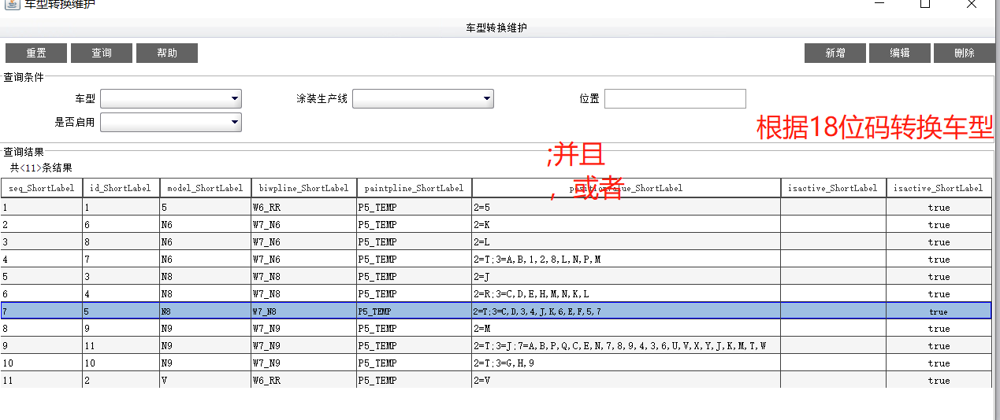 车型转换维护
车型转换维护
重置 查询 帮助 新增 编辑 删除
查询条件
车型 涂装生产线 位置
是否启用
根据18位码转换车型
查询结果
;并且
共<11>条结果
，或者
seq_ShortLabel id_ShortLabel model_ShortLabel biwpline_ShortLabel paintpline_ShortLabel positionvalue_ShortLabel isactive_ShortLabel isactive_ShortLabel
1 1 5 W6_RR P5_TEMP 2=5 true
2 6 N6 W7_N6 P5_TEMP 2=K true
3 8 N6 W7_N6 P5_TEMP 2=L true
4 7 N6 W7_N6 P5_TEMP 2=T;3=A,B,1,2,8,L,N,P,M true
5 3 N8 W7_N8 P5_TEMP 2=J true
6 4 N8 W7_N8 P5_TEMP 2=R;3=C,D,E,H,M,N,K,L true
7 5 N8 W7_N8 P5_TEMP 2=T;3=C,D,3,4,J,K,6,E,F,5,7 true
8 9 N9 W7_N9 P5_TEMP 2=M true
9 11 N9 W7_N9 P5_TEMP 2=T;3=J;7=A,B,P,Q,C,E,N,7,8,9,4,3,6,U,V,X,Y,J,K,M,T,W true
10 10 N9 W7_N9 P5_TEMP 2=T;3=G,H,9 true
11 2 V W6_RR P5_TEMP 2=V true